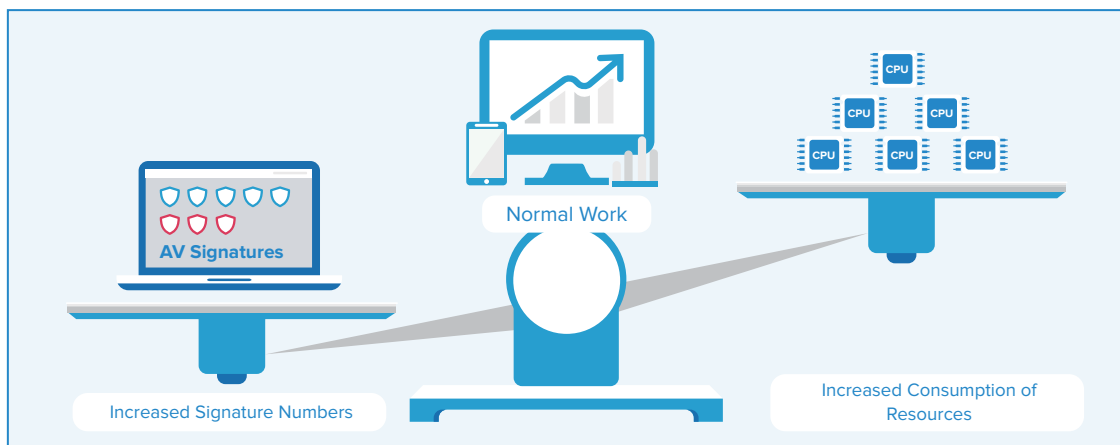 CPU
CPU CPU
CPU CPU CPU
Normal Work
AV Signatures
Increased Signature Numbers
Increased Consumption of
Resources